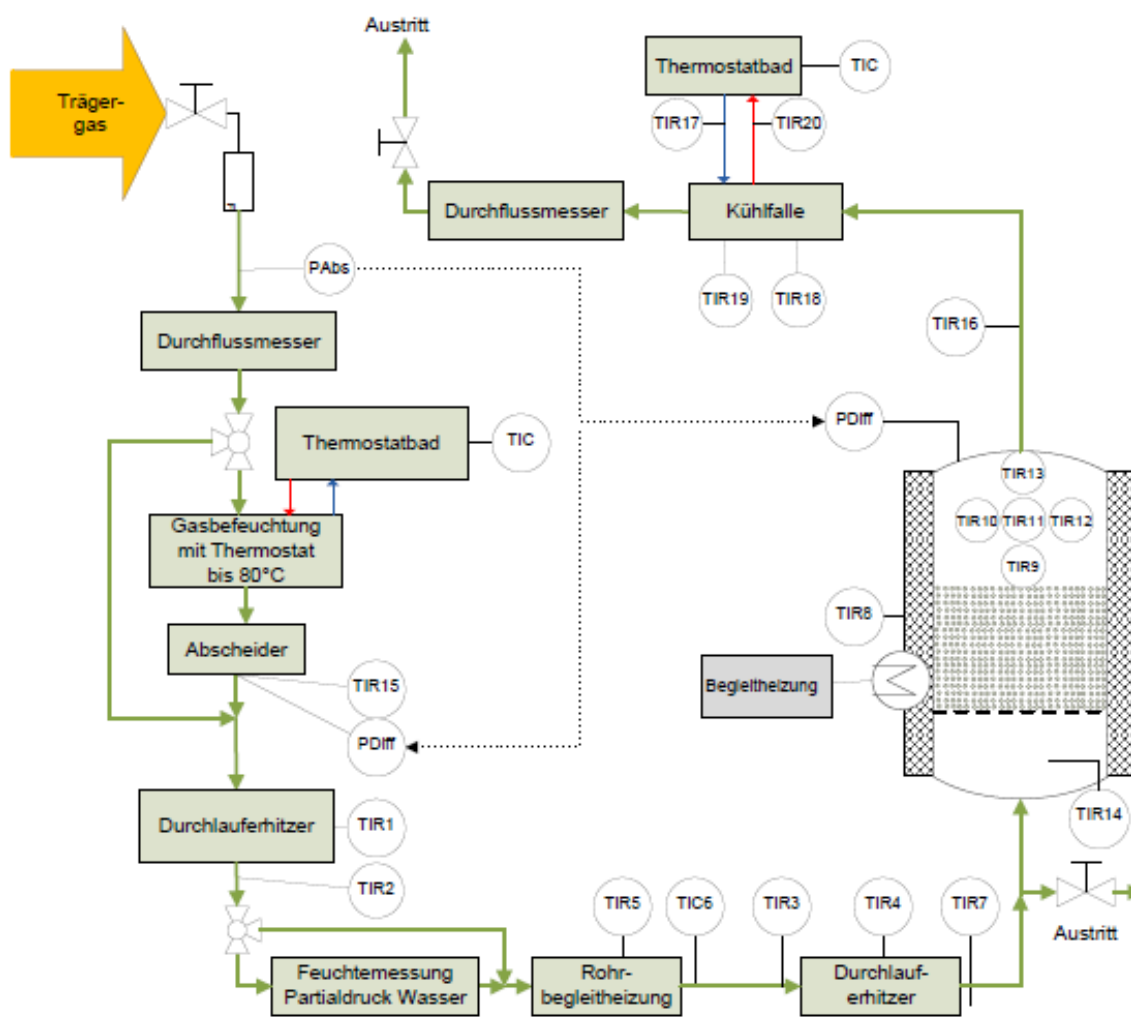 Austritt
Thermostatbad
TIC
Träger-
gas
TIR17
TIR20
Durchflussmesser
Kühlfalle
PAbs
TIR19
TIR18
TIR16
Durchflussmesser
Thermostatbad
TIC
PDiff
TIR13
TIR10
TIR11
TIR12
TIR9
Gasbefeuchtung
mit Thermostat
bis 80°C
TIR8
Abscheider
TIR15
Begleitheizung
PDiff
Durchlauferhitzer
TIR1
TIR14
TIR2
TIR5
TIC6
TIR3
TIR4
TIR7
Austritt
Feuchtemessung
Partialdruck Wasser
Rohr-
begleitheizung
Durchlauf-
erhitzer